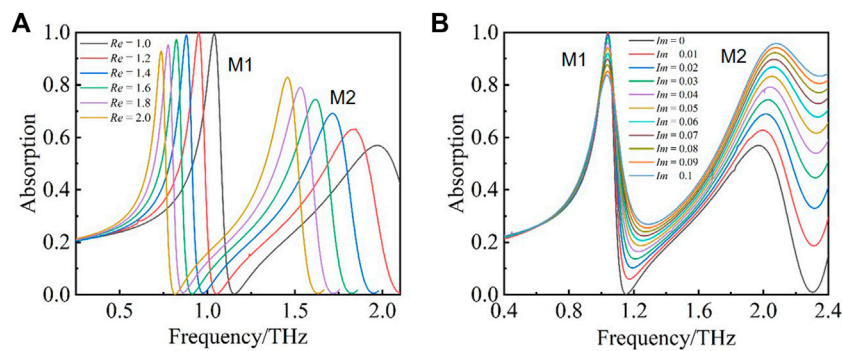 A
Re = 1.0
Re = 1.2
Re = 1.4
Re = 1.6
Re = 1.8
Re = 2.0
M1
M2
1.0
0.8
0.6
0.4
0.2
0.0
Absorption
0.5 1.0 1.5 2.0
Frequency/THz
B
M1
M2
Im = 0
Im 0.01
Im = 0.02
Im = 0.03
Im = 0.04
Im = 0.05
Im = 0.06
Im = 0.07
Im = 0.08
Im = 0.09
Im 0.1
1.0
0.8
0.6
0.4
0.2
0.0
Absorption
0.4 0.8 1.2 1.6 2.0 2.4
Frequency/THz